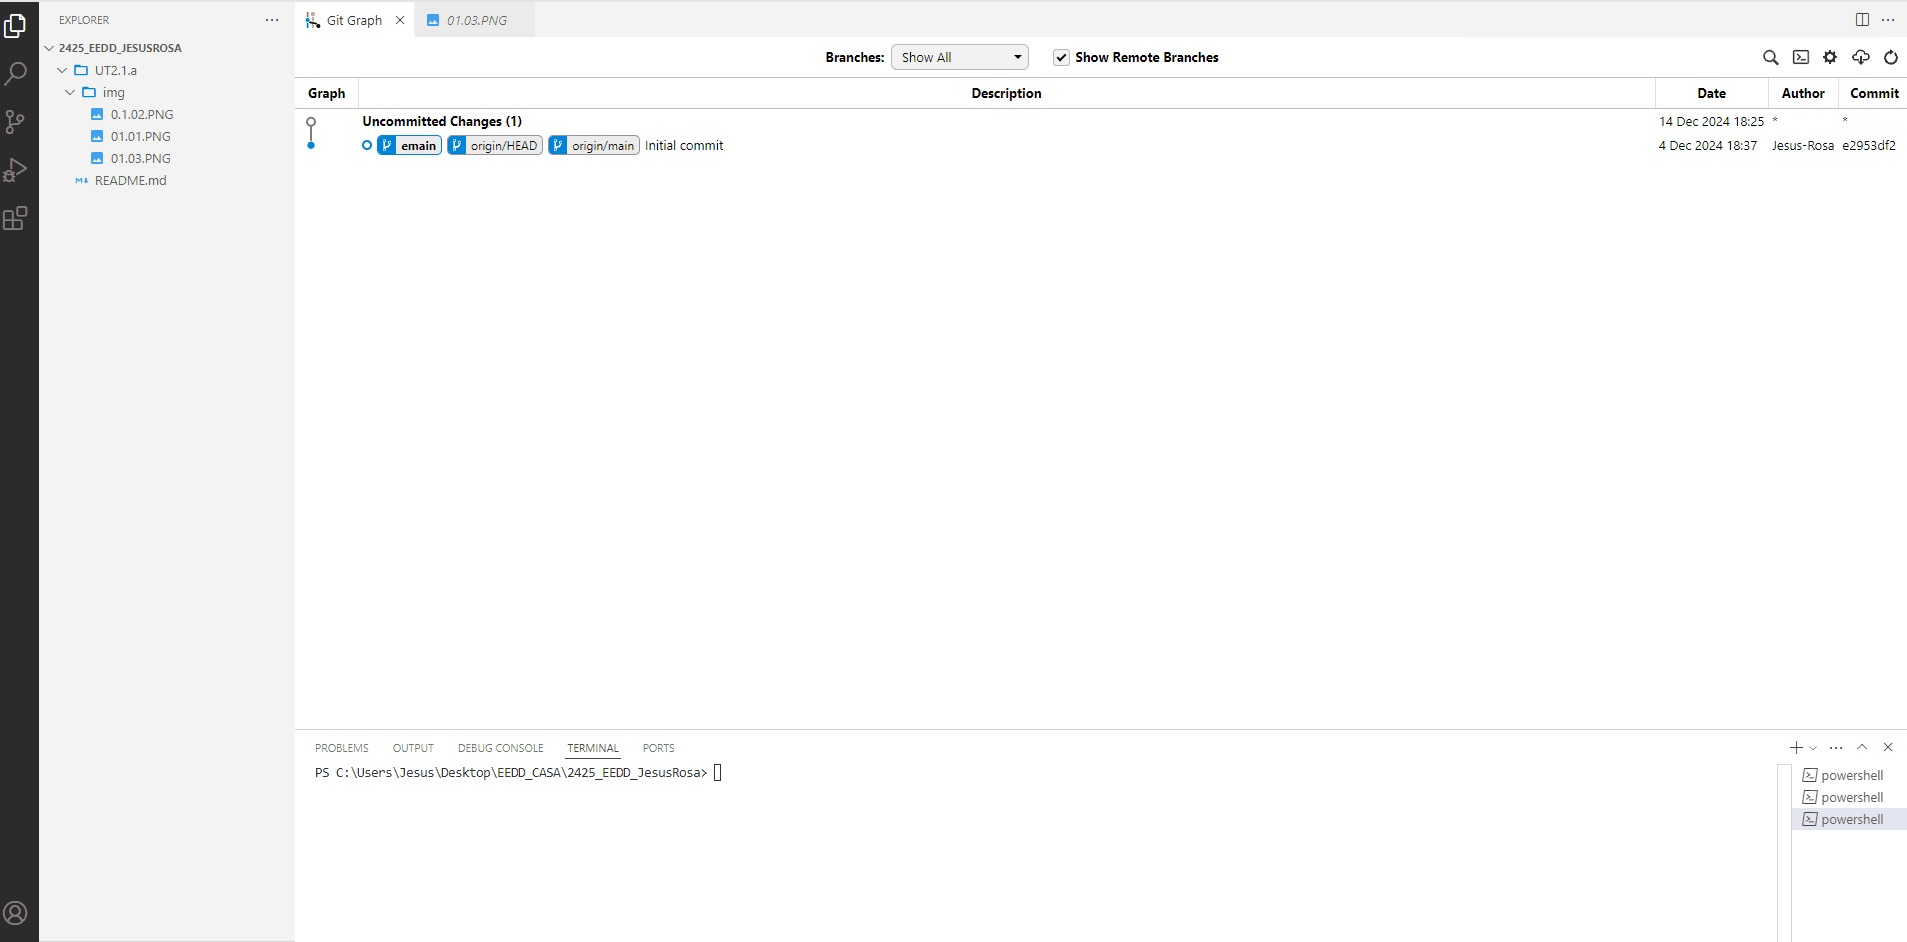 EXPLORER
2425_EEDD_JESUSROSA
UT2.1.a
img
0.1.02.PNG
01.01.PNG
01.03.PNG
README.md
Git Graph
01.03.PNG
Branches: Show All Show Remote Branches
Graph Description Date Author Commit
Uncommitted Changes (1) 14 Dec 2024 18:25 * *
emain origin/HEAD origin/main Initial commit 4 Dec 2024 18:37 Jesus-Rosa e2953df2
PROBLEMS OUTPUT DEBUG CONSOLE TERMINAL PORTS
PS C:\Users\Jesus\Desktop\EEDD_CASA\2425_EEDD_JesusRosa>
powershell
powershell
powershell